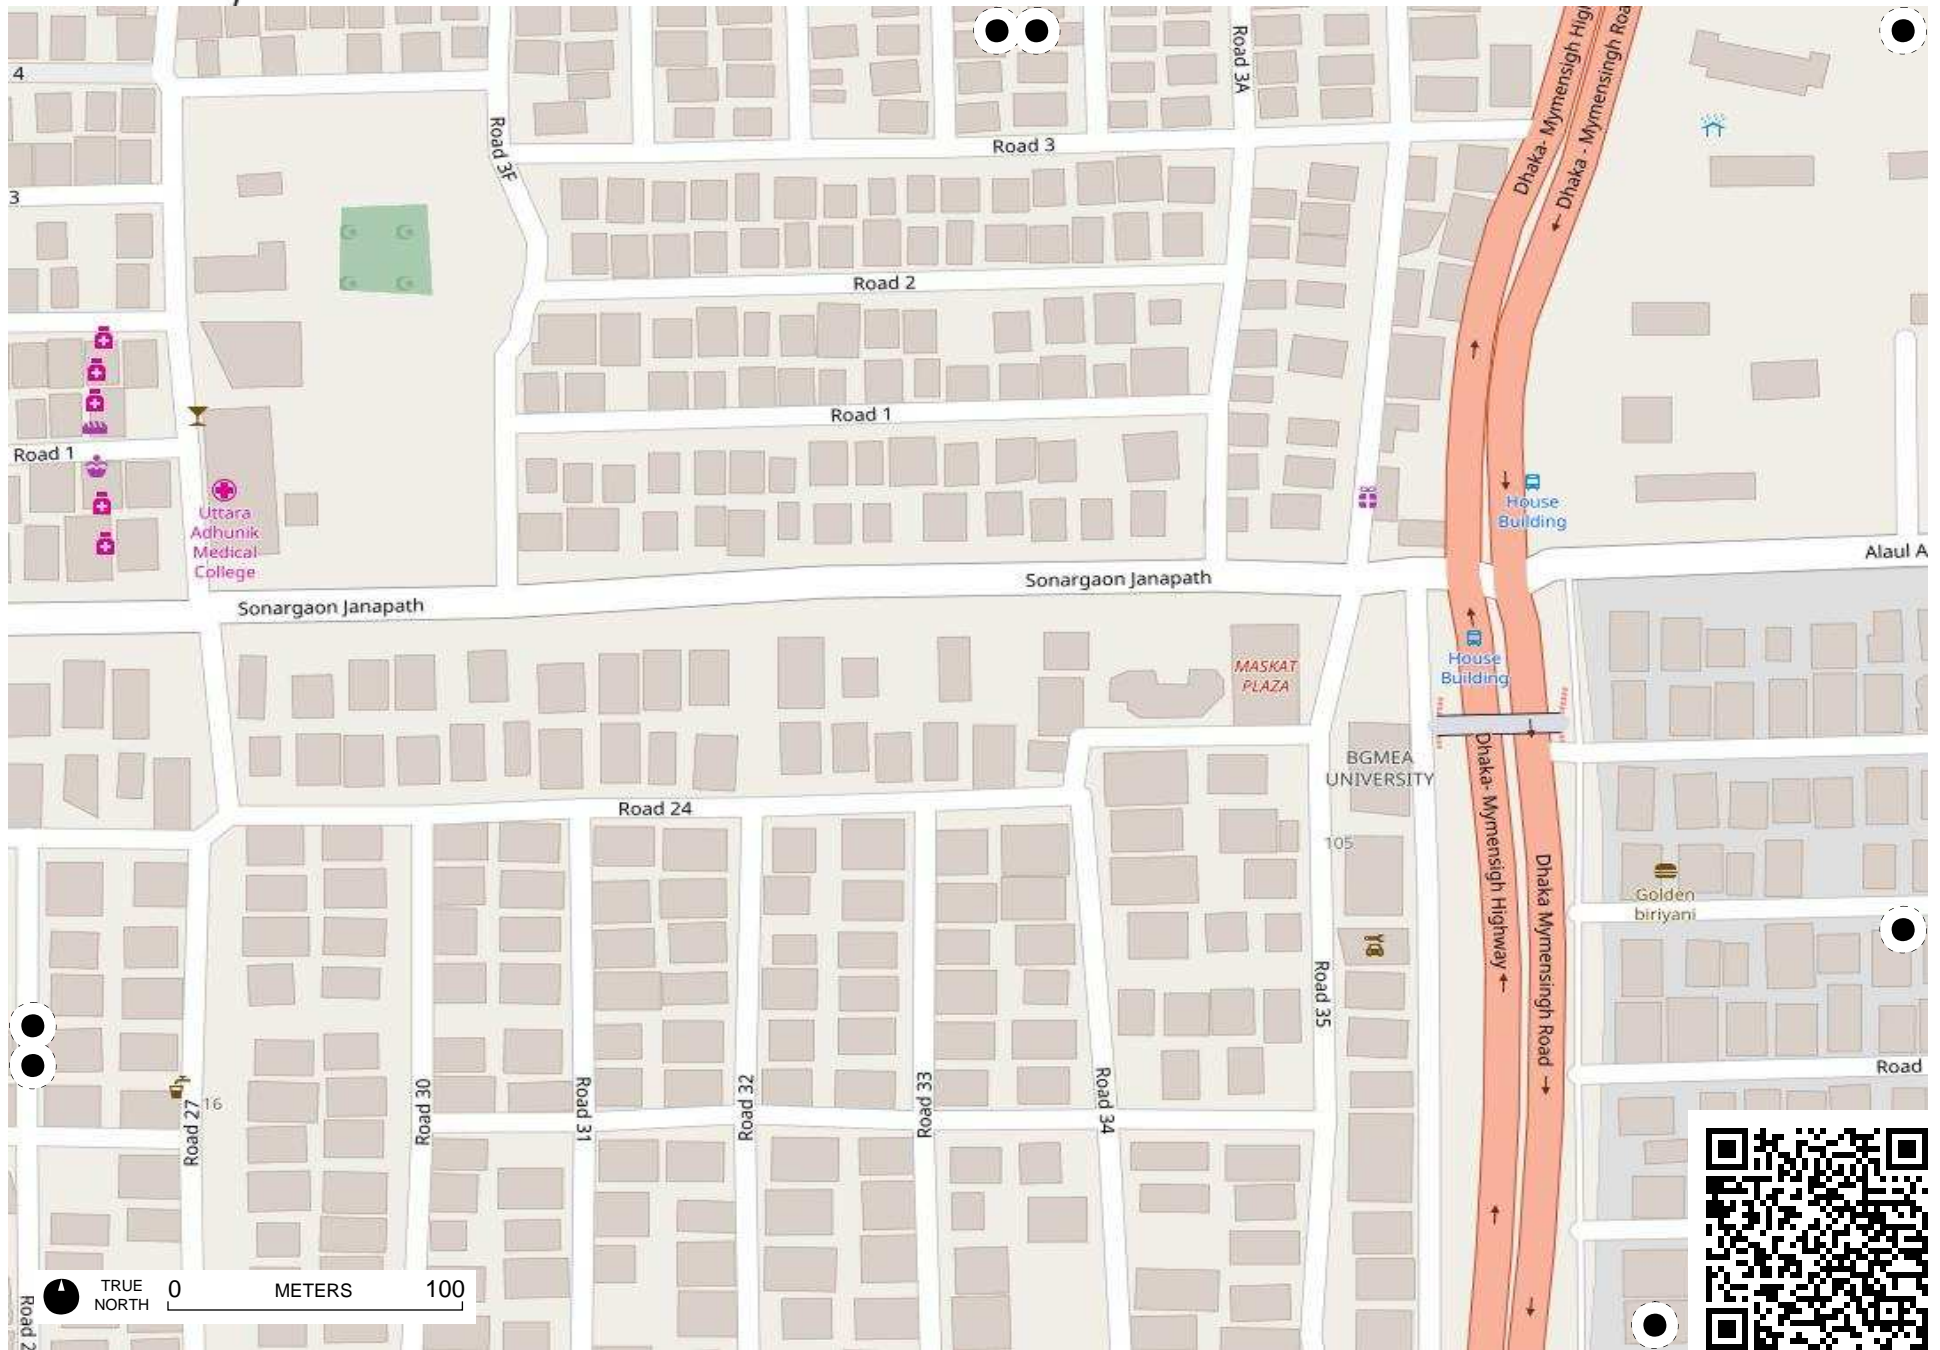 4
Road 3A
Dhaka- Mymensigh High
Dhaka - Mymensingh Roa
Road 3F
Road 3
3
Road 2
Road 1
Road 1
Uttara
Adhunik
Medical
College
House
Building
Alaul A
Sonargaon Janapath
Sonargaon Janapath
MASKAT
PLAZA
House
Building
BGMEA
UNIVERSITY
Road 24
105
Dhaka- Mymensigh Highway
Dhaka Mymensingh Road
Golden
biriyani
Road 35
Road
16
Road 27
Road 30
Road 31
Road 32
Road 33
Road 34
Road 2
TRUE
NORTH
0 METERS 100